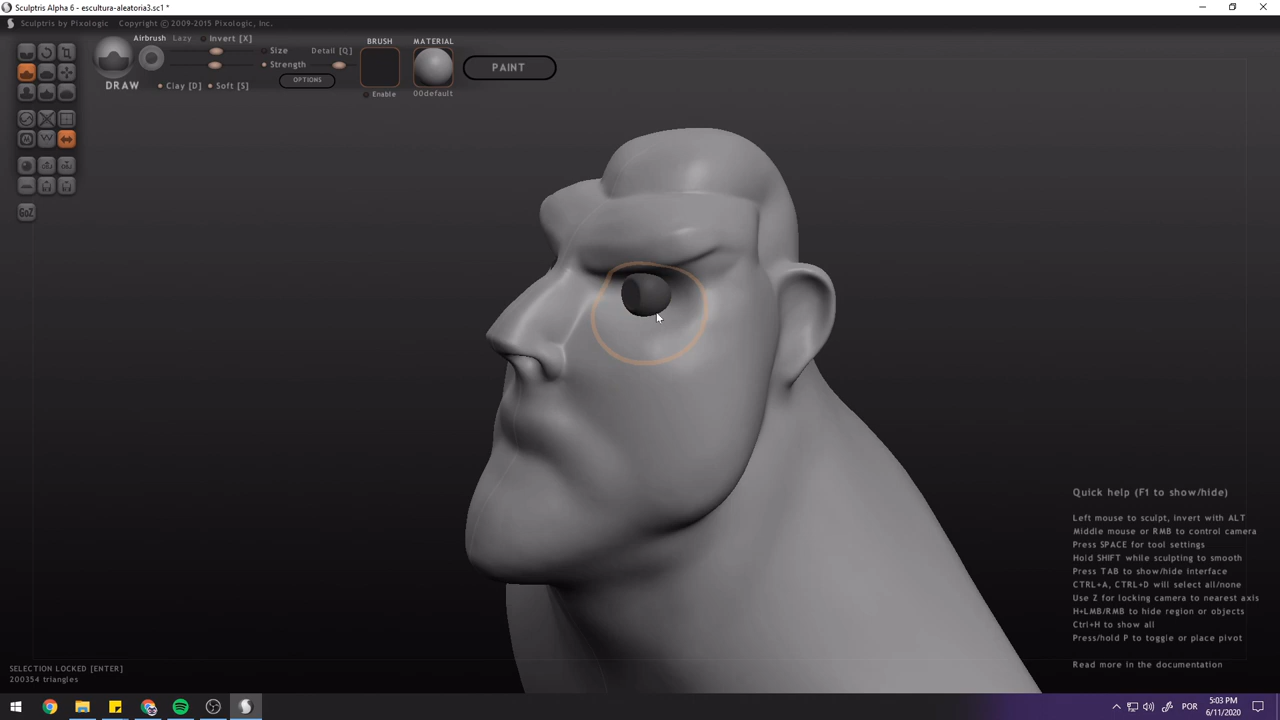 Sculptris Alpha 6 - escultura-aleatoria3.sc1 *
Sculptris by Pixologic Copyright © 2009-2015 Pixologic, Inc.
Airbrush Lazy Invert [X]
Size Detail [Q]
Strength
OPTIONS
DRAW Clay [D] Soft [S]
BRUSH
Enable
MATERIAL
00default
PAINT
GoZ
Quick help (F1 to show/hide)
Left mouse to sculpt, invert with ALT
Middle mouse or RMB to control camera
Press SPACE for tool settings
Hold SHIFT while sculpting to smooth
Press TAB to show/hide interface
CTRL+A, CTRL+D will select all/none
Use Z for locking camera to nearest axis
H+LMB/RMB to hide region or objects
Ctrl+H to show all
Press/hold P to toggle or place pivot
Read more in the documentation
SELECTION LOCKED [ENTER]
200354 triangles
POR
5:03 PM
6/11/2020